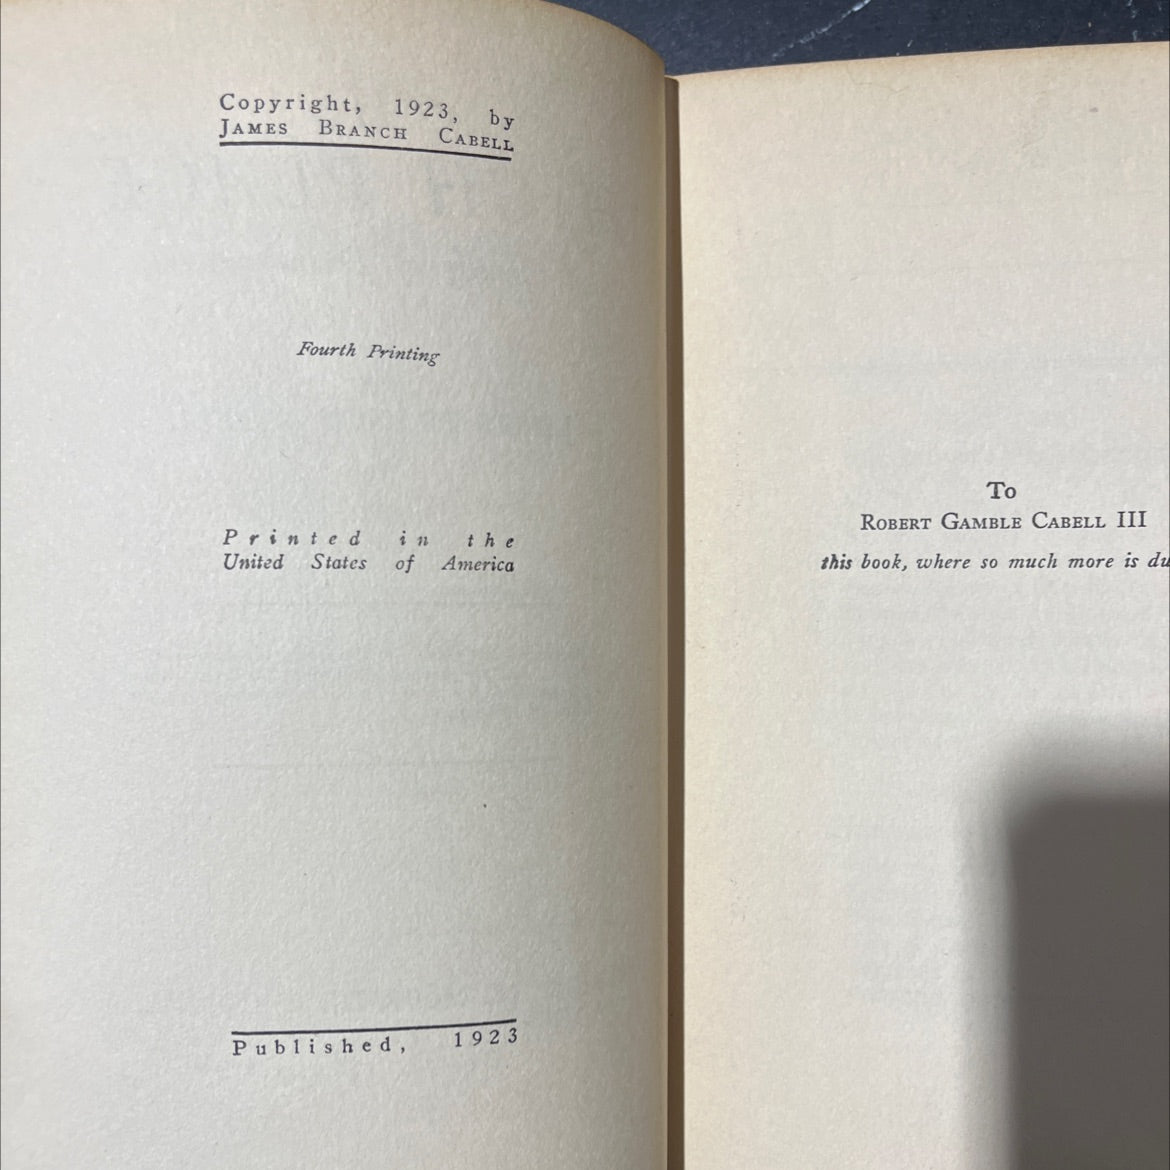 Copyright, 1923, by
JAMES BRANCH CABELL
Fourth Printing
Printed in the
United States of America
Published, 1923
To
ROBERT GAMBLE CABELL III
this book, where so much more is du